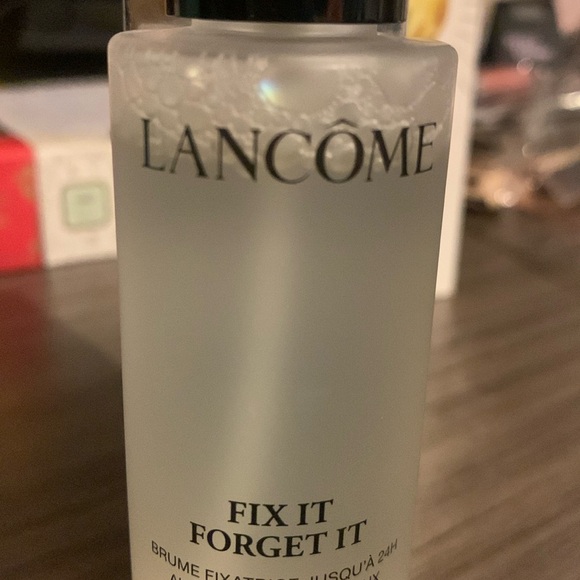 LANCÔME
FIX IT
FORGET IT
BRUME FIXATRICE JUSQU'À 24H